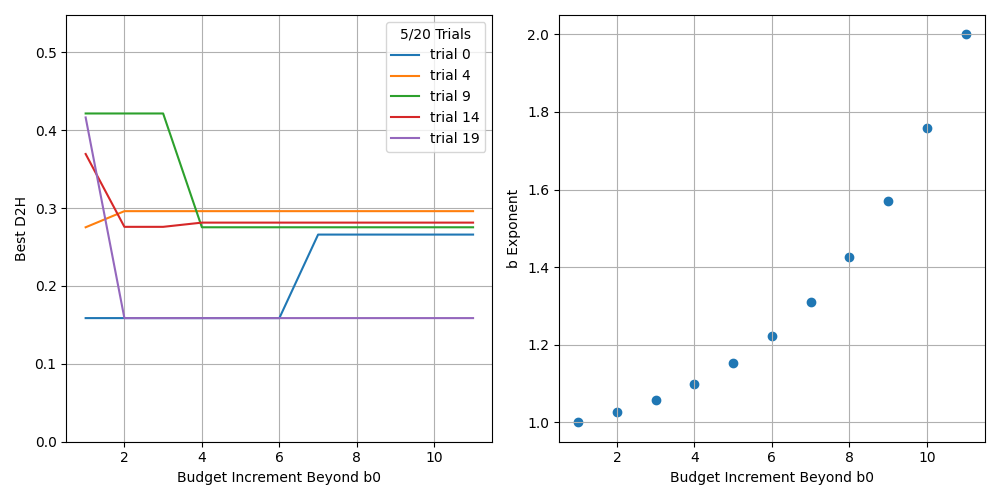 5/20 Trials
trial 0
trial 4
trial 9
trial 14
trial 19
Best D2H
0.5
0.4
0.3
0.2
0.1
0.0
2 4 6 8 10
Budget Increment Beyond b0
b Exponent
2.0
1.8
1.6
1.4
1.2
1.0
2 4 6 8 10
Budget Increment Beyond b0